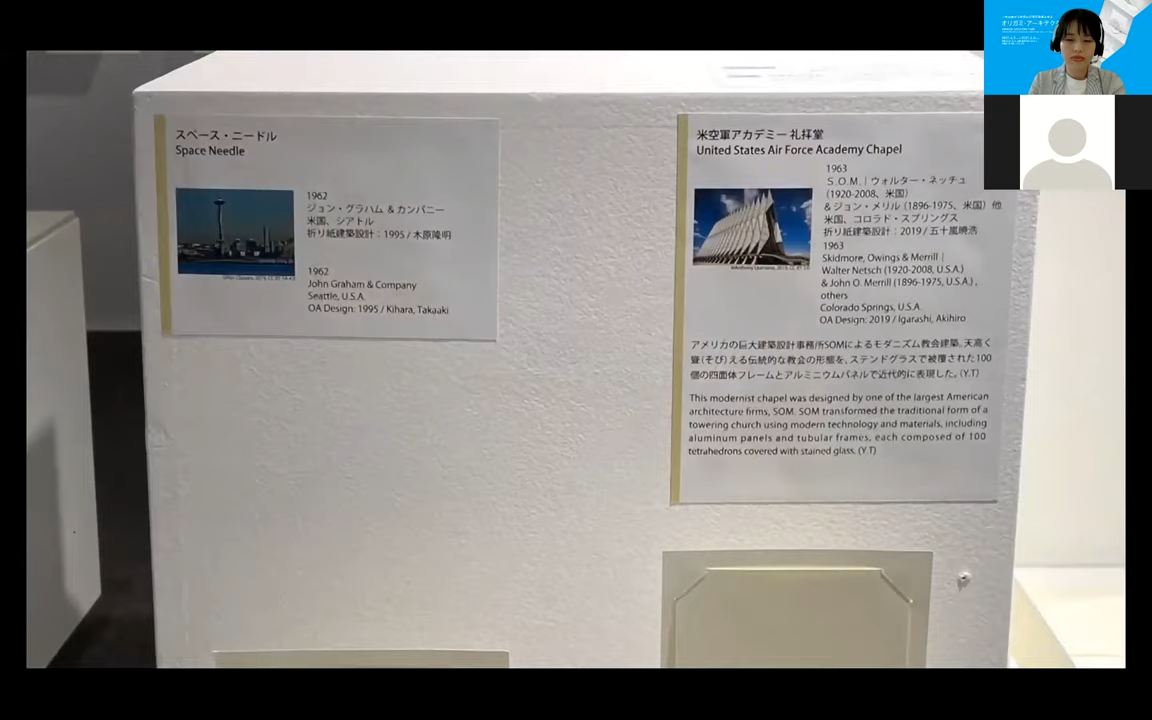 スペース・ニードル
Space Needle
1962
ジョン・グラハム & カンパニー
米国、シアトル
折り紙建築設計：1995 / 木原隆明
1962
John Graham & Company
Seattle, U.S.A.
OA Design: 1995 / Kihara, Takaaki
米空軍アカデミー 礼拝堂
United States Air Force Academy Chapel
1963
S.O.M.｜ウォルター・ネッチュ
(1920-2008、米国)
& ジョン・メリル (1896-1975、米国) 他
米国、コロラド・スプリングス
折り紙建築設計：2019 / 五十嵐暁浩
1963
Skidmore, Owings & Merrill |
Walter Netsch (1920-2008, U.S.A.)
& John O. Merrill (1896-1975, U.S.A.) ,
others
Colorado Springs, U.S.A.
OA Design: 2019 / Igarashi, Akihiro
アメリカの巨大建築設計事務所SOMによるモダニズム教会建築。天高く
聳(そび)える伝統的な教会の形態を、ステンドグラスで被覆された100
個の四面体フレームとアルミニウムパネルで近代的に表現した。(Y.T)
This modernist chapel was designed by one of the largest American
architecture firms, SOM. SOM transformed the traditional form of a
towering church using modern technology and materials, including
aluminum panels and tubular frames, each composed of 100
tetrahedrons covered with stained glass. (Y.T)
オリガミ・アーキテク